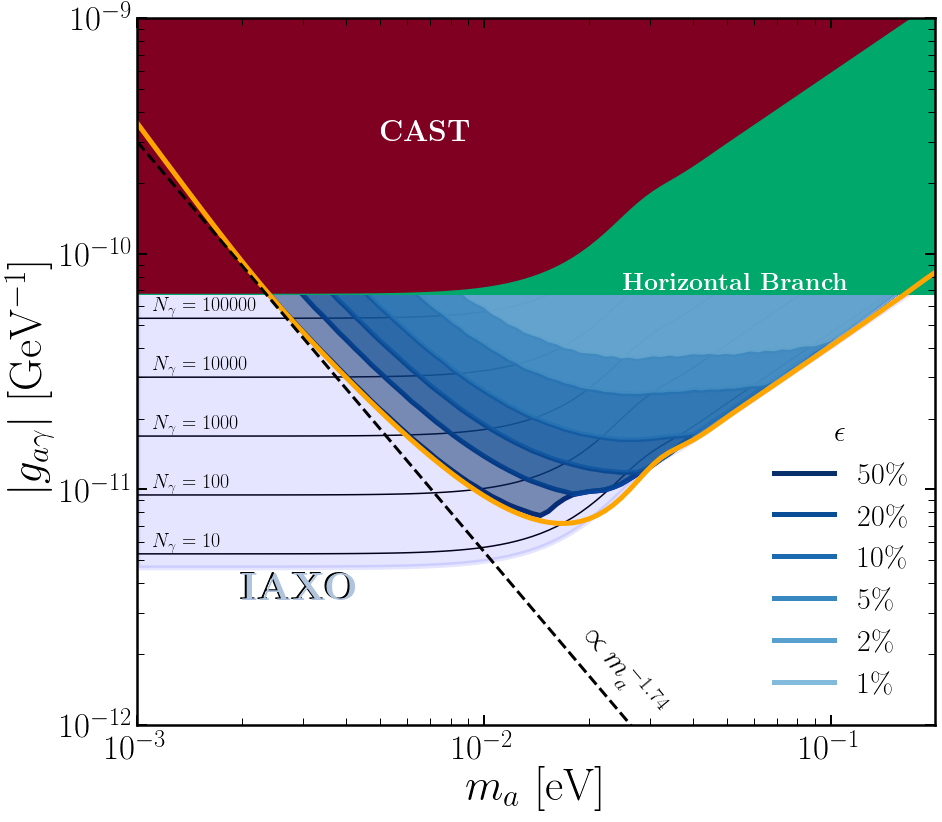 10⁻⁹
10⁻¹⁰
10⁻¹¹
10⁻¹²
|g_{aγ}| [GeV⁻¹]
CAST
Horizontal Branch
N_γ = 100000
N_γ = 10000
N_γ = 1000
N_γ = 100
N_γ = 10
IAXO
∝ m_a^{−1.74}
ϵ
50%
20%
10%
5%
2%
1%
10⁻³
10⁻²
10⁻¹
m_a [eV]